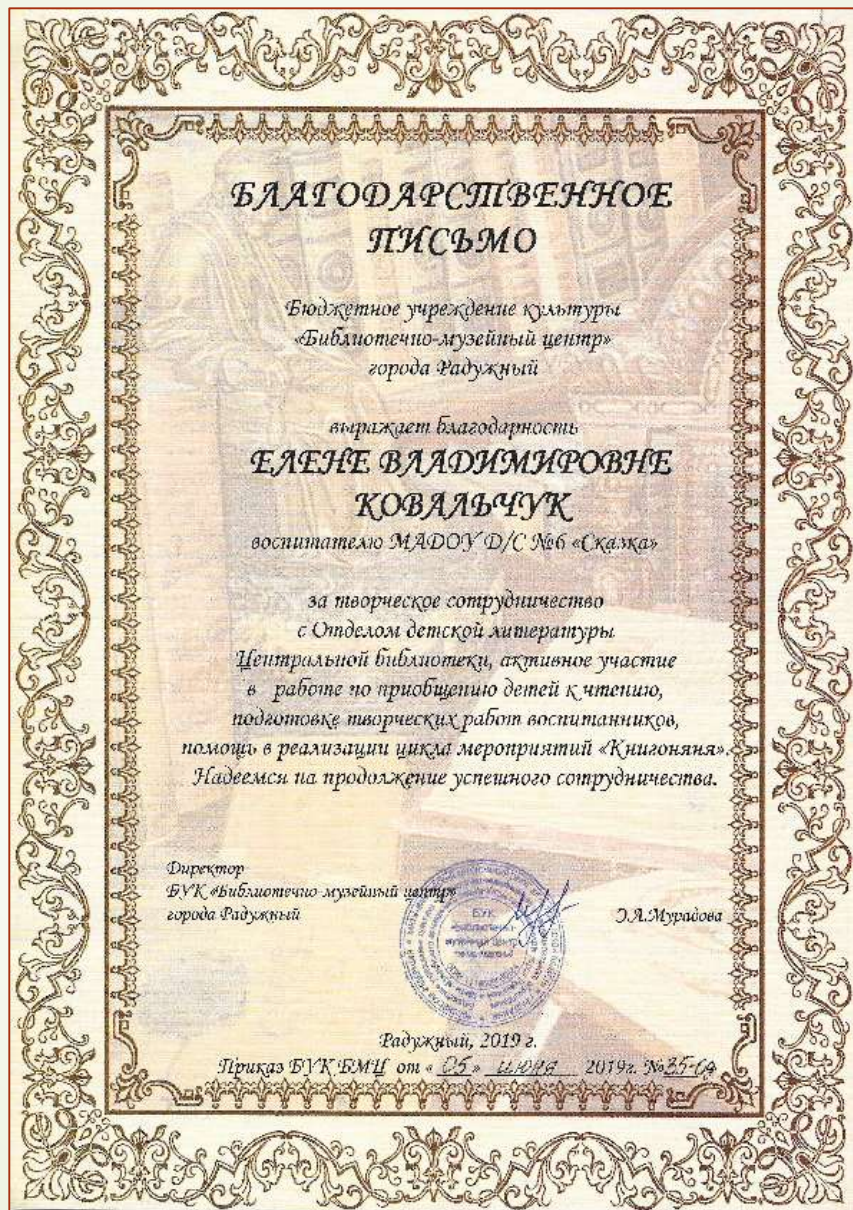 БЛАГОДАРСТВЕННОЕ
ПИСЬМО
Бюджетное учреждение культуры
«Библиотечно-музейный центр»
города Радужный
выражает благодарность
ЕЛЕНЕ ВЛАДИМИРОВНЕ
КОВАЛЬЧУК
воспитателю МАДОУ Д/С №6 «Сказка»
за творческое сотрудничество
с Отделом детской литературы
Центральной библиотеки, активное участие
в работе по приобщению детей к чтению,
подготовке творческих работ воспитанников,
помощь в реализации цикла мероприятий «Книгоняня».
Надеемся на продолжение успешного сотрудничества.
Директор
БУК «Библиотечно-музейный центр»
города Радужный
Э.А.Мурадова
БУК
Радужный, 2019 г.
Приказ БУК БМЦ от «05» июня 2019г. №35-